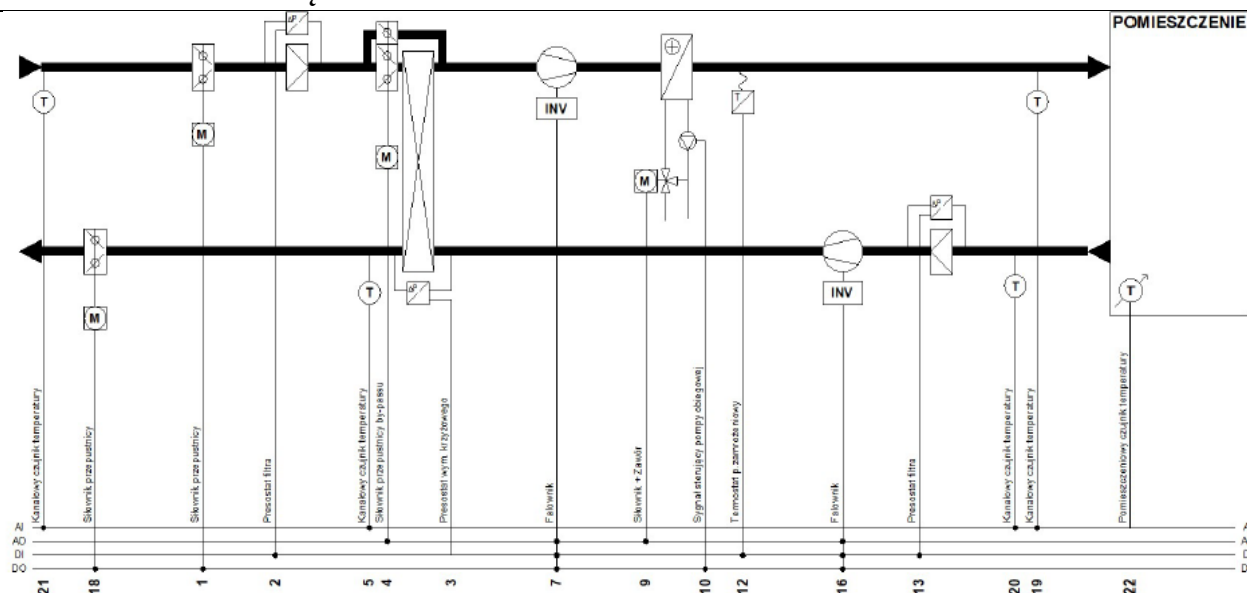 POMIESZCZENIE
ΔP
T
M
INV
T
T
M
M
ΔP
T
M
ΔP
T
INV
T
T
Kanałowy czujnik temperatury
Siłownik przepustnicy
Siłownik przepustnicy
Presostat filtra
Kanałowy czujnik temperatury
Siłownik przepustnicy by-passu
Presostat wym. krzyżowego
Falownik
Siłownik + Zawór
Sygnał sterujący pompy obiegowej
Termostat p.zamrożeniowy
Falownik
Presostat filtra
Kanałowy czujnik temperatury
Kanałowy czujnik temperatury
Pomieszczeniowy czujnik temperatury
AI
AO
DI
DO
21 18 1 2 5 4 3 7 9 10 12 16 13 20 19 22